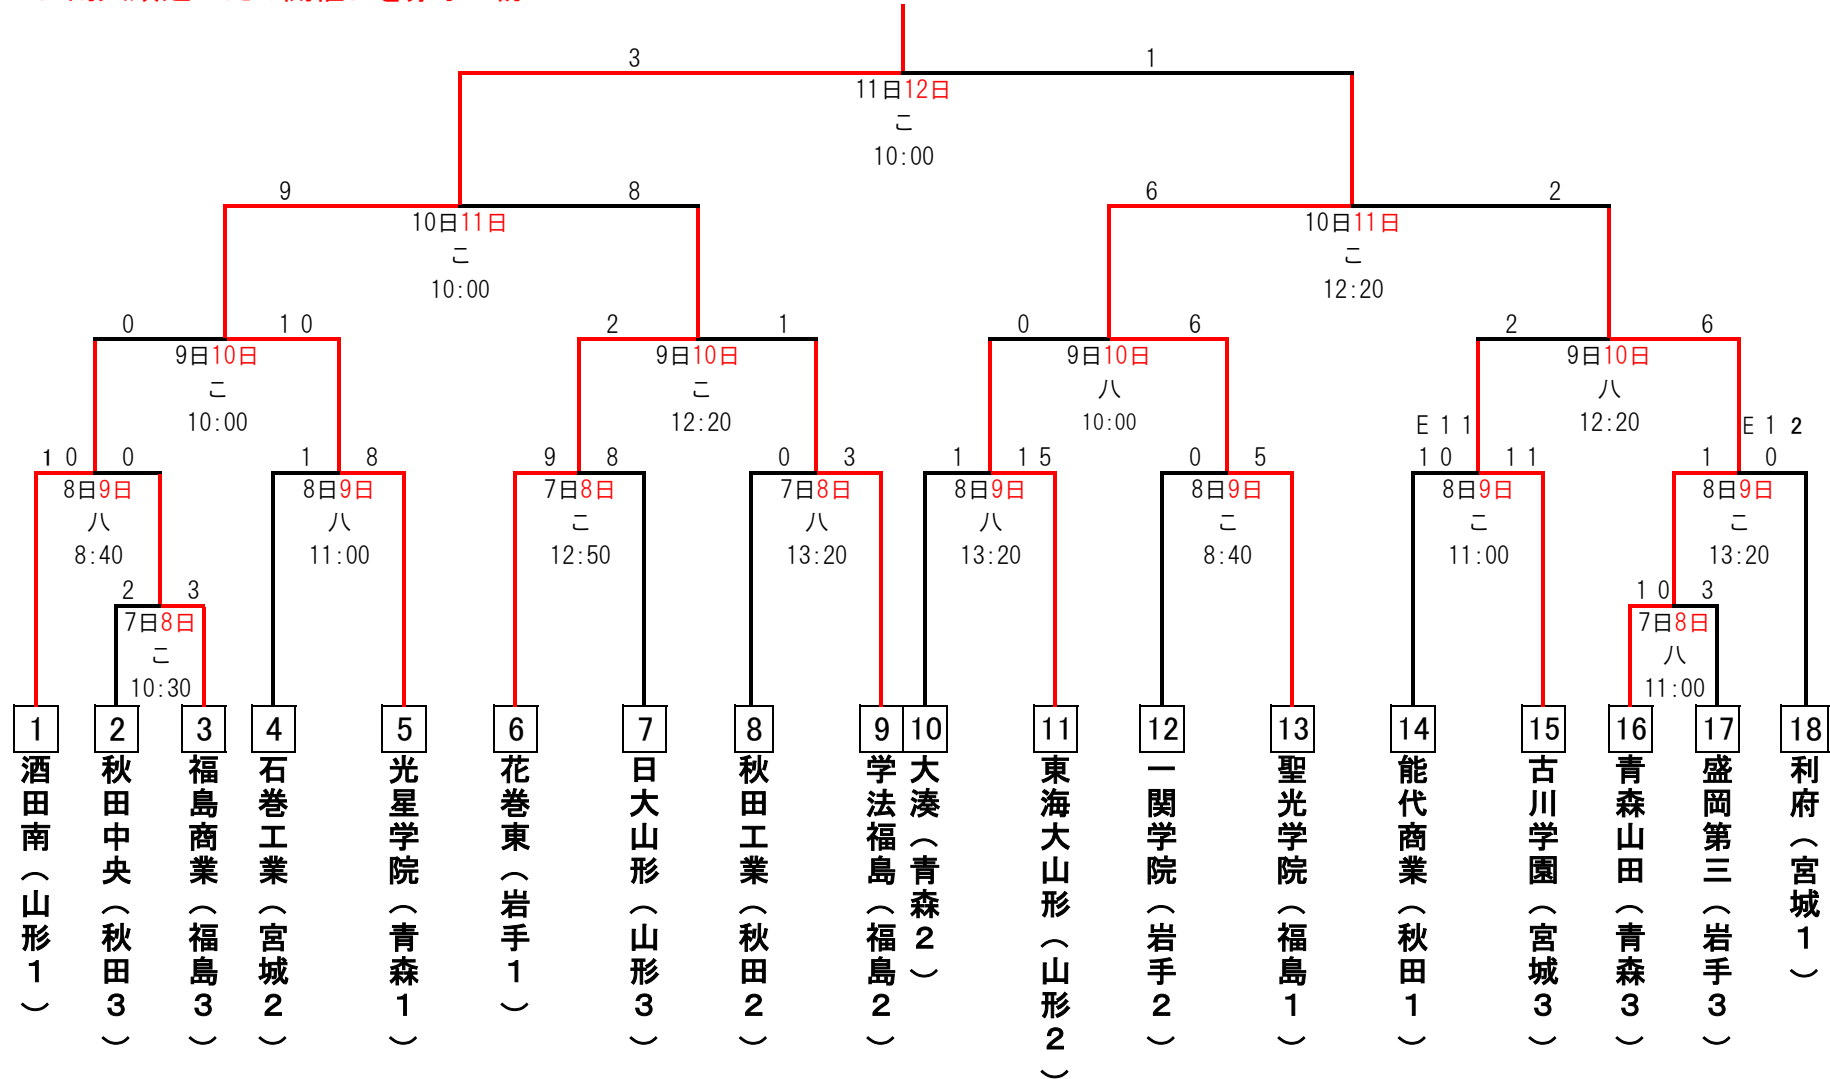 3 1
11日12日
こ
10:00
9 8 6 2
10日11日 10日11日
こ こ
10:00 12:20
0 10 2 1 0 6 2 6
9日10日 9日10日 9日10日 9日10日
こ こ 八 八
10:00 12:20 10:00 12:20
E11 E12
10 0 1 8 9 8 0 3 1 15 0 5 10 11 1 0
8日9日 8日9日 7日8日 7日8日 8日9日 8日9日 8日9日 8日9日
八 八 こ 八 八 こ こ こ
8:40 11:00 12:50 13:20 13:20 8:40 11:00 13:20
2 3 10 3
7日8日 7日8日
こ 八
10:30 11:00
1 2 3 4 5 6 7 8 9 10 11 12 13 14 15 16 17 18
酒田南(山形1)
秋田中央(秋田3)
福島商業(福島3)
石巻工業(宮城2)
光星学院(青森1)
花巻東(岩手1)
日大山形(山形3)
秋田工業(秋田2)
学法福島(福島2)
大湊(青森2)
東海大山形(山形2)
一関学院(岩手2)
聖光学院(福島1)
能代商業(秋田1)
古川学園(宮城3)
青森山田(青森3)
盛岡第三(岩手3)
利府(宮城1)